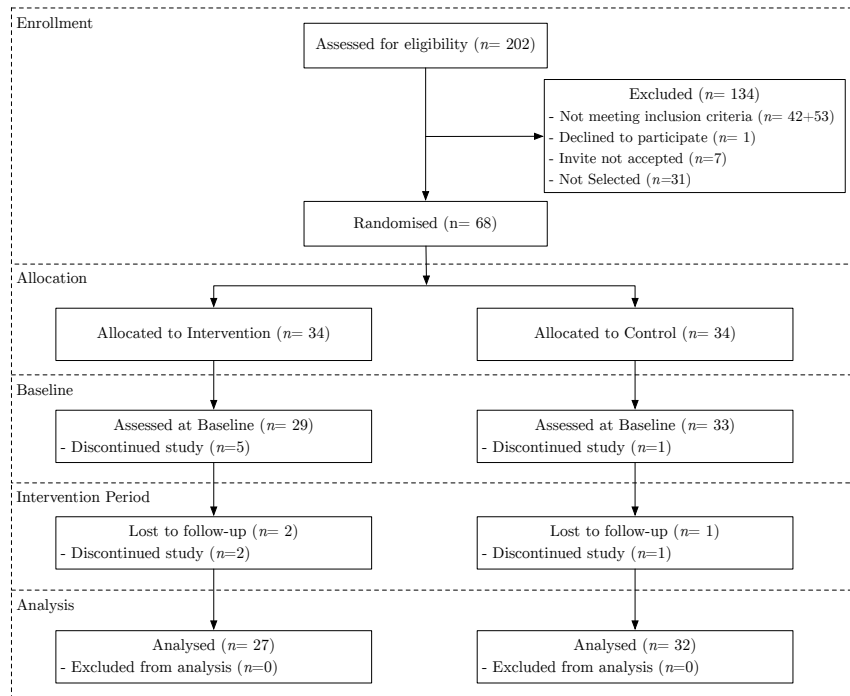 Enrollment
Assessed for eligibility (n= 202)
Excluded (n= 134)
- Not meeting inclusion criteria (n= 42+53)
- Declined to participate (n= 1)
- Invite not accepted (n=7)
- Not Selected (n=31)
Randomised (n= 68)
Allocation
Allocated to Intervention (n= 34)
Allocated to Control (n= 34)
Baseline
Assessed at Baseline (n= 29)
- Discontinued study (n=5)
Assessed at Baseline (n= 33)
- Discontinued study (n=1)
Intervention Period
Lost to follow-up (n= 2)
- Discontinued study (n=2)
Lost to follow-up (n= 1)
- Discontinued study (n=1)
Analysis
Analysed (n= 27)
- Excluded from analysis (n=0)
Analysed (n= 32)
- Excluded from analysis (n=0)